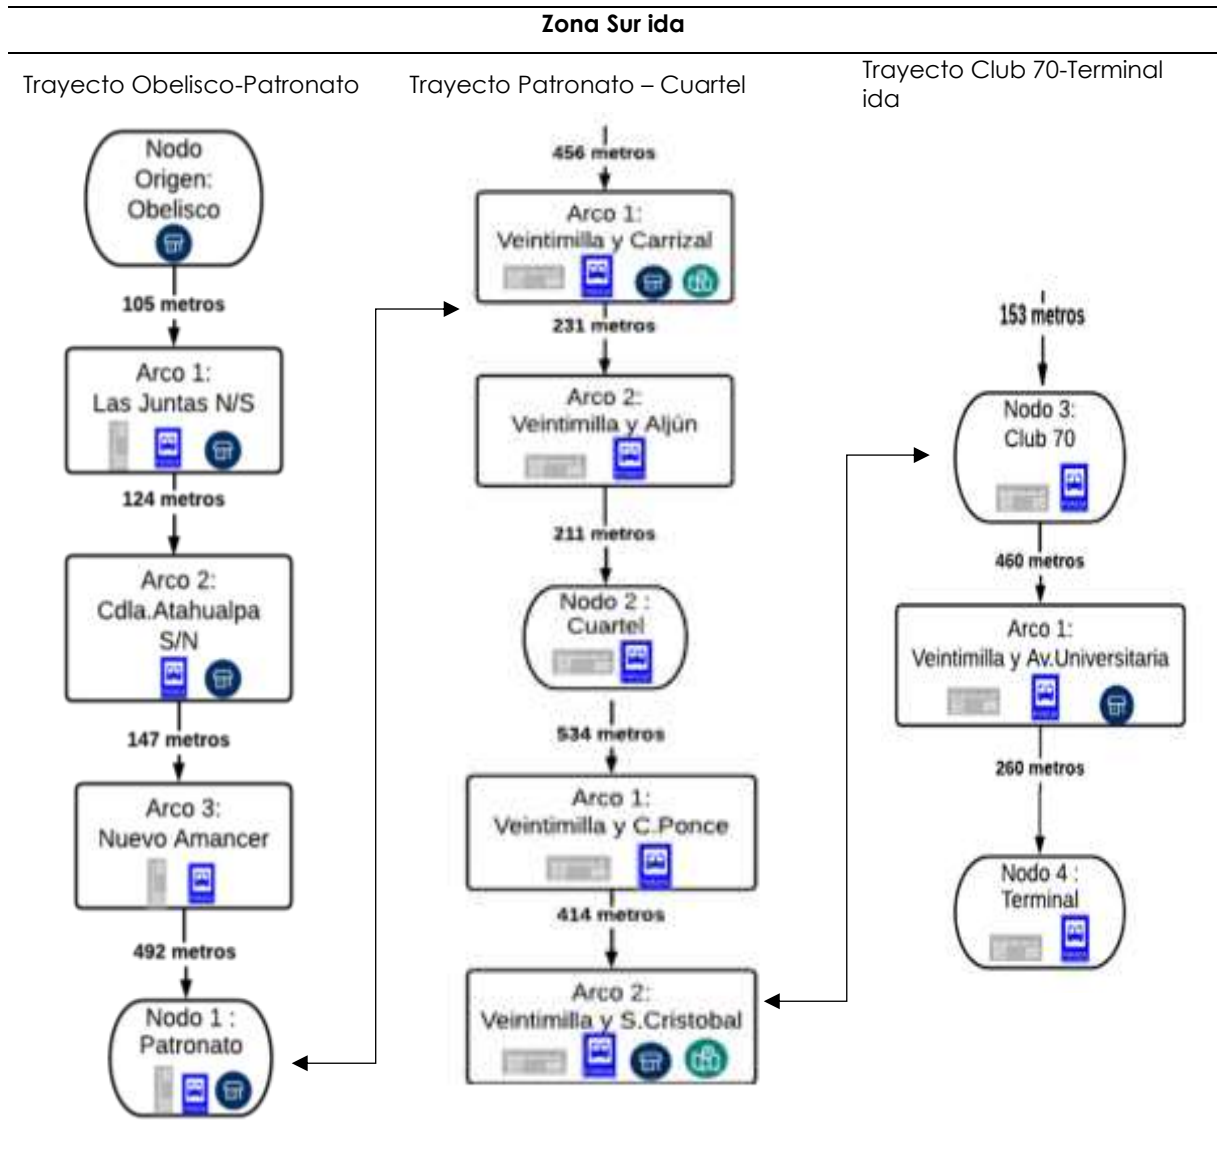 Zona Sur ida
Trayecto Obelisco-Patronato
Nodo
Origen:
Obelisco
105 metros
Arco 1:
Las Juntas N/S
124 metros
Arco 2:
Cdla.Atahualpa
S/N
147 metros
Arco 3:
Nuevo Amancer
492 metros
Nodo 1 :
Patronato
Trayecto Patronato – Cuartel
456 metros
Arco 1:
Veintimilla y Carrizal
231 metros
Arco 2:
Veintimilla y Aljún
211 metros
Nodo 2 :
Cuartel
534 metros
Arco 1:
Veintimilla y C.Ponce
414 metros
Arco 2:
Veintimilla y S.Cristobal
Trayecto Club 70-Terminal
ida
153 metros
Nodo 3:
Club 70
460 metros
Arco 1:
Veintimilla y Av.Universitaria
260 metros
Nodo 4 :
Terminal